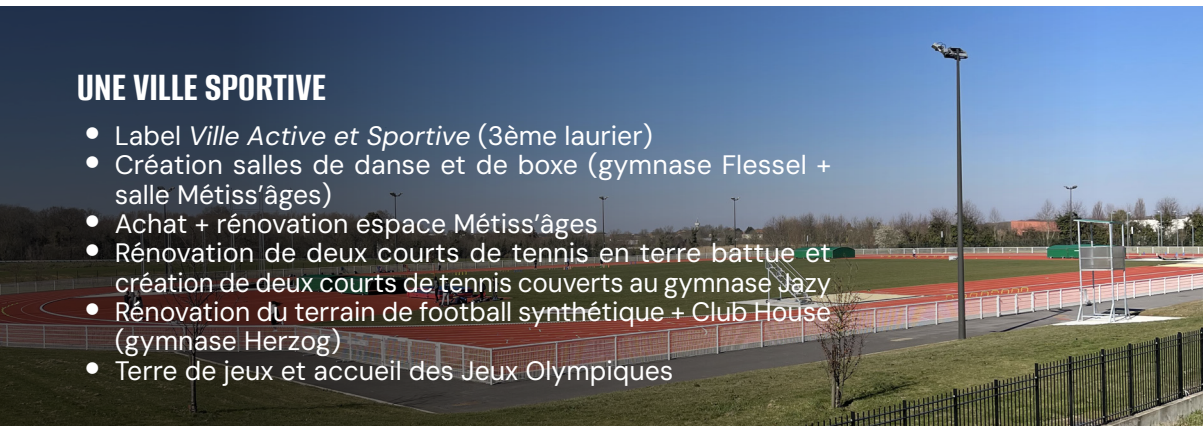 UNE VILLE SPORTIVE
• Label Ville Active et Sportive (3ème laurier)
• Création salles de danse et de boxe (gymnase Flessel +
salle Métiss’âges)
• Achat + rénovation espace Métiss’âges
• Rénovation de deux courts de tennis en terre battue et
création de deux courts de tennis couverts au gymnase Jazy
• Rénovation du terrain de football synthétique + Club House
(gymnase Herzog)
• Terre de jeux et accueil des Jeux Olympiques